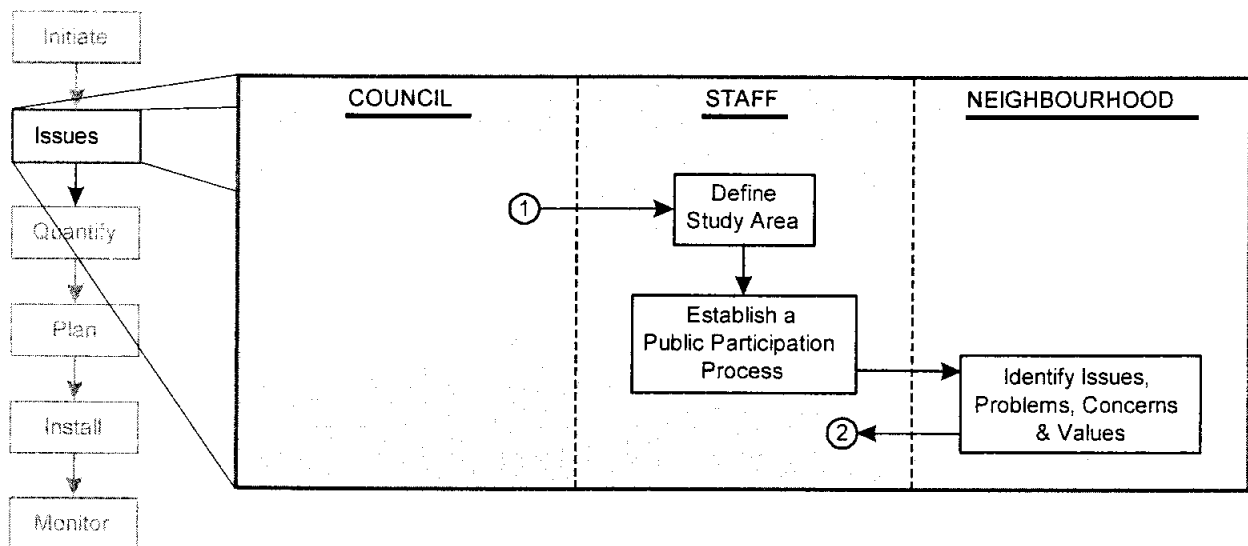 Initiate
Issues
Quantify
Plan
Install
Monitor
COUNCIL
STAFF
NEIGHBOURHOOD
1
Define
Study Area
Establish a
Public Participation
Process
Identify Issues,
Problems, Concerns
& Values
2